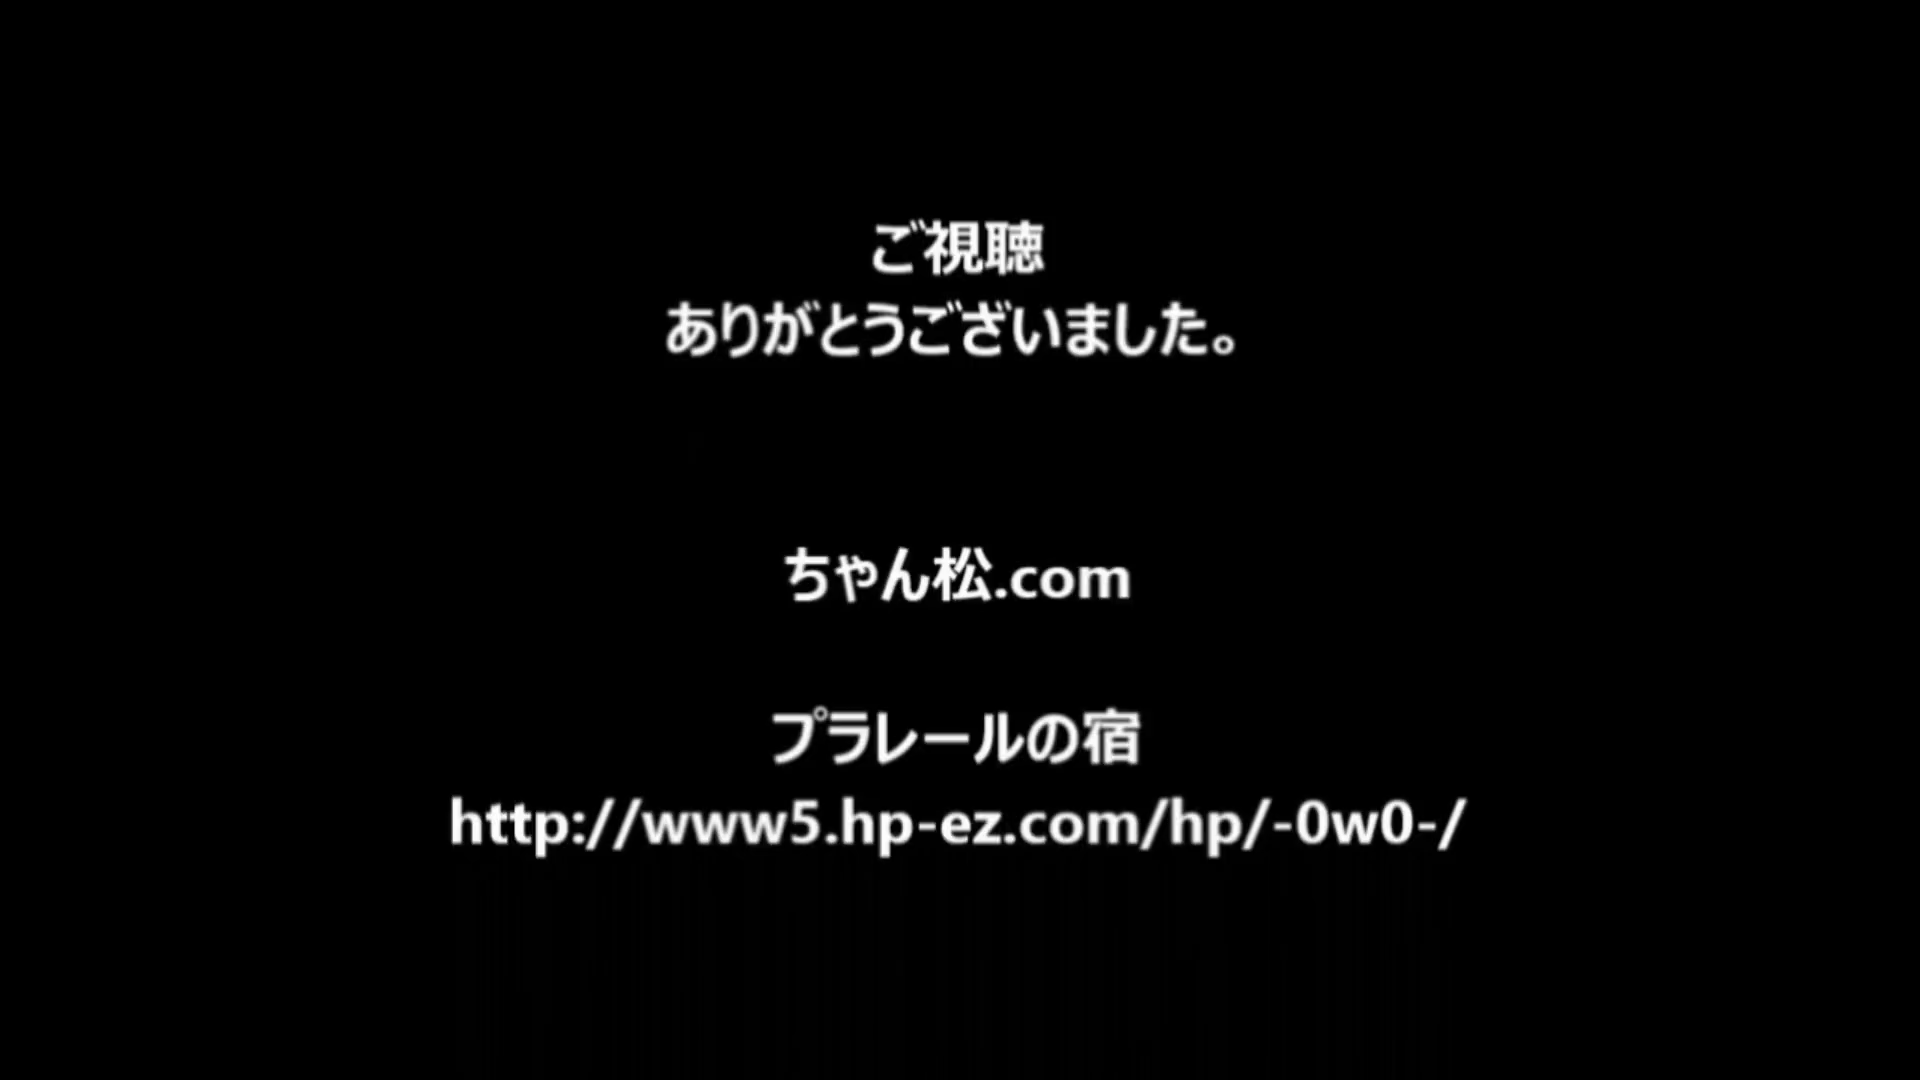 ご視聴
ありがとうございました。
ちゃん松.com
プラレールの宿
http://www5.hp-ez.com/hp/-0w0-/